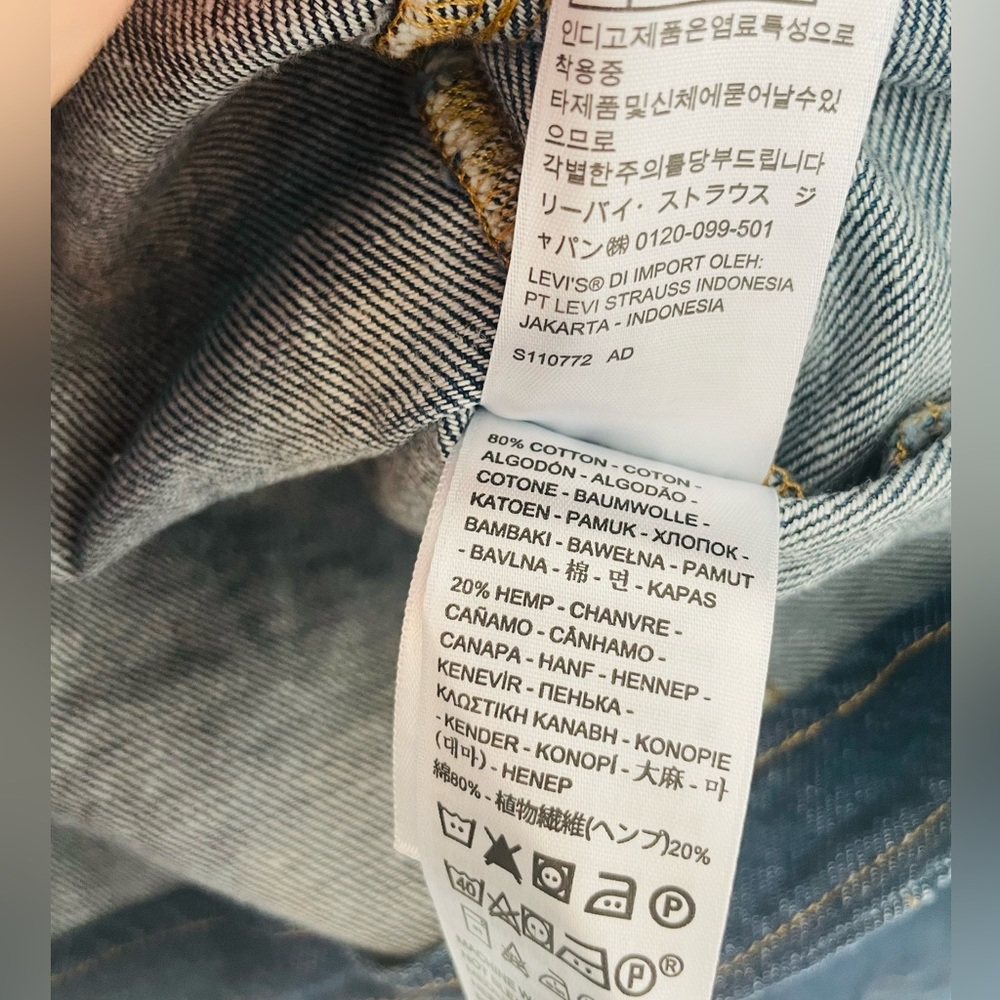 인디고제품은염료특성으로
착용중
타제품및신체에묻어날수있
으므로
각별한주의를당부드립니다
リーバイ・ストラウス ジ
ャパン㈱ 0120-099-501
LEVI'S® DI IMPORT OLEH:
PT LEVI STRAUSS INDONESIA
JAKARTA - INDONESIA
S110772 AD
80% COTTON - COTON -
ALGODÓN - ALGODÃO -
COTONE - BAUMWOLLE -
KATOEN - PAMUK - ХЛОПОК -
BAMBAKI - BAWEŁNA - PAMUT
- BAVLNA - 棉 - 면 - KAPAS
20% HEMP - CHANVRE -
CAÑAMO - CÂNHAMO -
CANAPA - HANF - HENNEP -
KENEVİR - ПЕНЬКА -
ΚΛΩΣΤΙΚΗ ΚΑΝΑΒΗ - KONOPIE
- KENDER - KONOPÍ - 大麻 - 마
(대마) - HENEP
綿80% - 植物繊維(ヘンプ)20%
40
P
P®